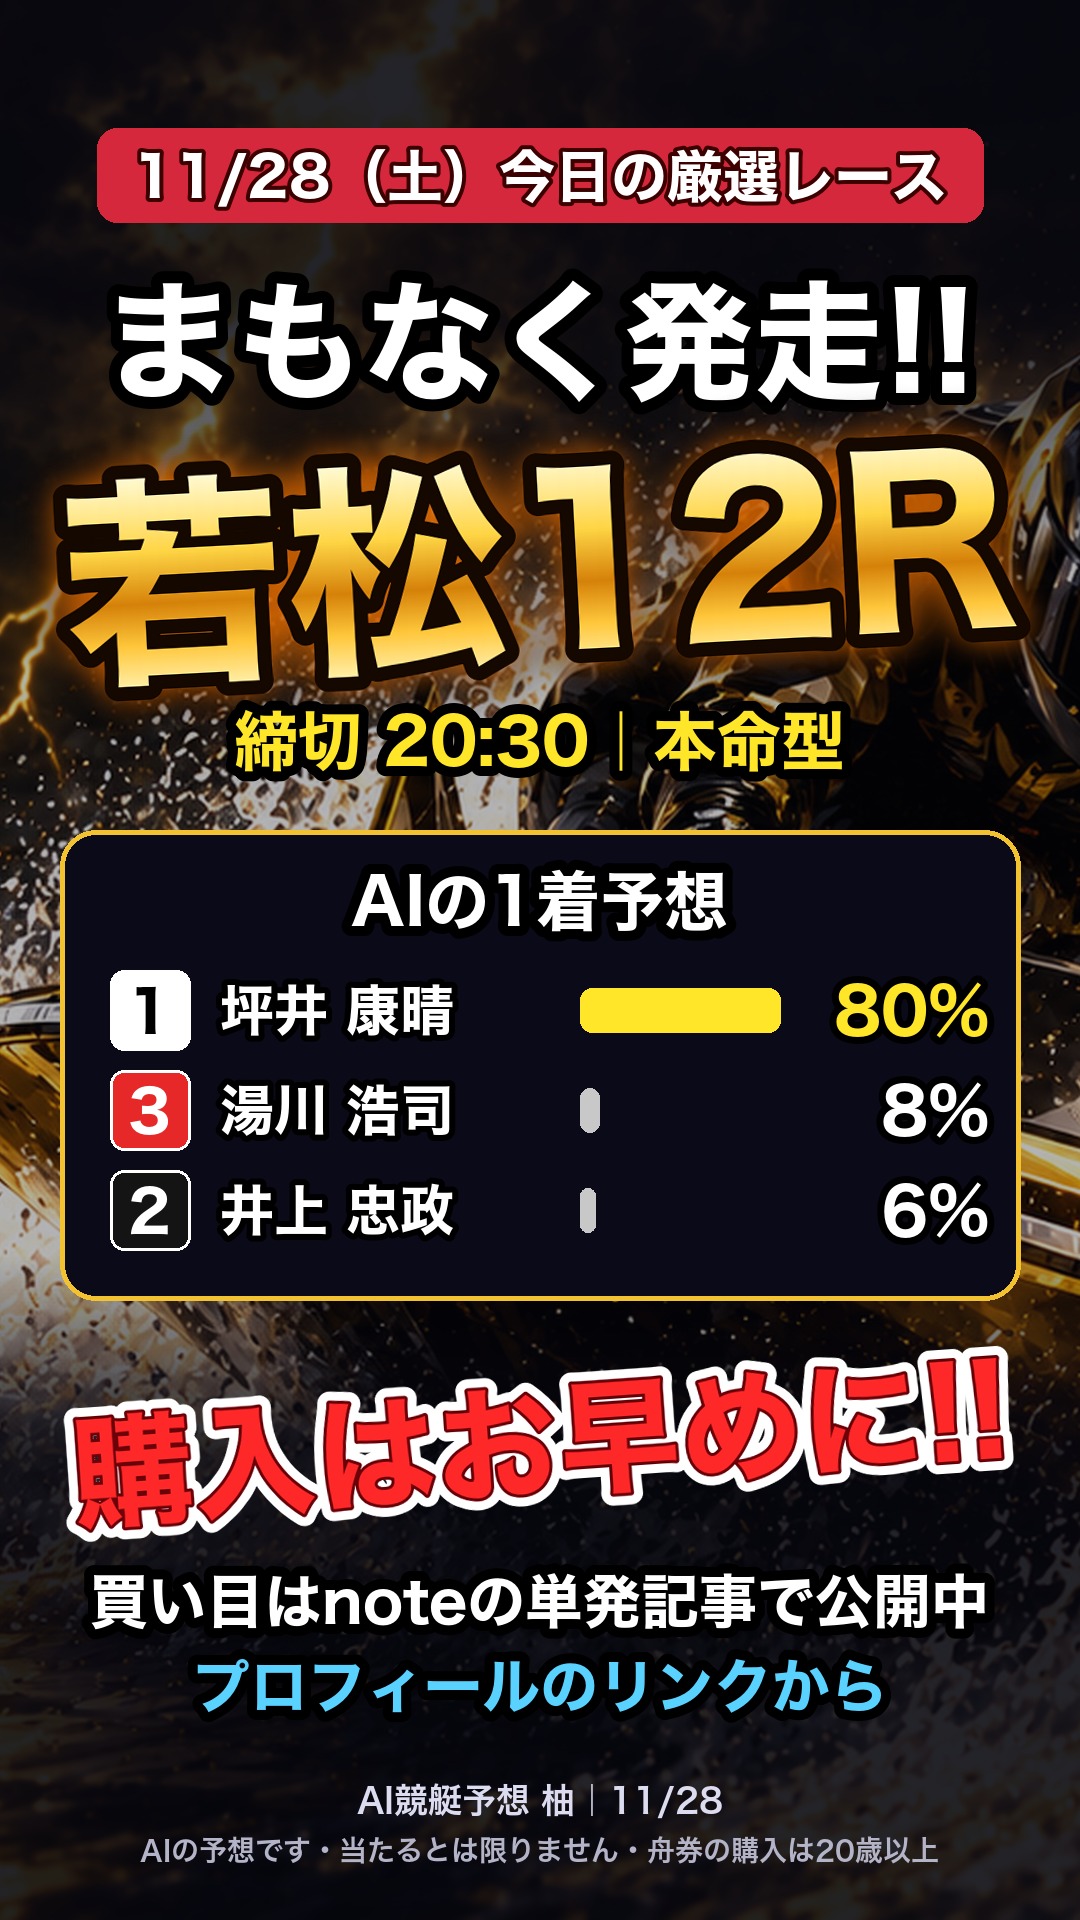 11/28（土）今日の厳選レース
まもなく発走!!
若松12R
締切 20:30｜本命型
AIの1着予想
1 坪井 康晴 80%
3 湯川 浩司 8%
2 井上 忠政 6%
購入はお早めに!!
買い目はnoteの単発記事で公開中
プロフィールのリンクから
AI競艇予想 柚｜11/28
AIの予想です・当たるとは限りません・舟券の購入は20歳以上